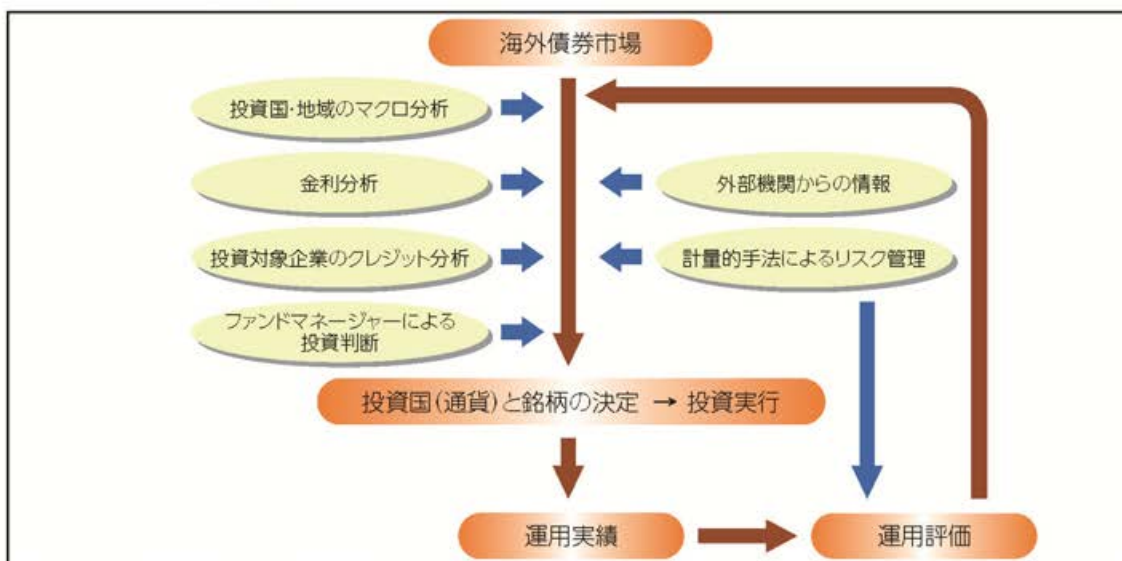 海外債券市場
投資国・地域のマクロ分析
金利分析
外部機関からの情報
投資対象企業のクレジット分析
計量的手法によるリスク管理
ファンドマネージャーによる
投資判断
投資国(通貨)と銘柄の決定 → 投資実行
運用実績
運用評価